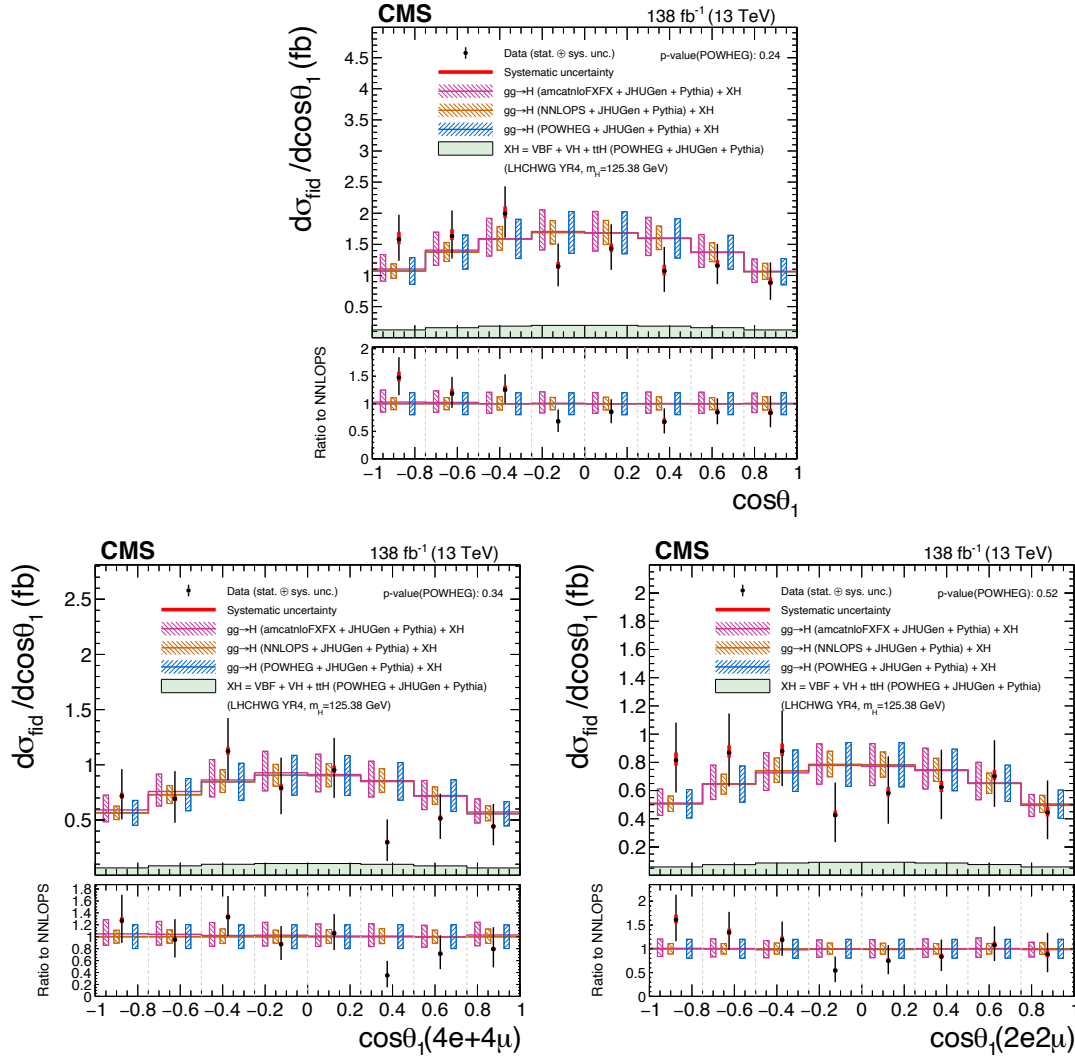 CMS 138 fb⁻¹ (13 TeV)
dσ_fid/dcosθ₁ (fb)
Data (stat. ⊕ sys. unc.) p-value(POWHEG): 0.24
Systematic uncertainty
gg→H (amcatnloFXFX + JHUGen + Pythia) + XH
gg→H (NNLOPS + JHUGen + Pythia) + XH
gg→H (POWHEG + JHUGen + Pythia) + XH
XH = VBF + VH + ttH (POWHEG + JHUGen + Pythia)
(LHCHWG YR4, m_H=125.38 GeV)
4.5
4
3.5
3
2.5
2
1.5
1
0.5
Ratio to NNLOPS
2
1.5
1
0.5
0
−1 −0.8 −0.6 −0.4 −0.2 0 0.2 0.4 0.6 0.8 1
cosθ₁
CMS 138 fb⁻¹ (13 TeV)
dσ_fid/dcosθ₁ (fb)
Data (stat. ⊕ sys. unc.) p-value(POWHEG): 0.34
Systematic uncertainty
gg→H (amcatnloFXFX + JHUGen + Pythia) + XH
gg→H (NNLOPS + JHUGen + Pythia) + XH
gg→H (POWHEG + JHUGen + Pythia) + XH
XH = VBF + VH + ttH (POWHEG + JHUGen + Pythia)
(LHCHWG YR4, m_H=125.38 GeV)
2.5
2
1.5
1
0.5
Ratio to NNLOPS
1.8
1.6
1.4
1.2
1
0.8
0.6
0.4
0.2
0
−1 −0.8 −0.6 −0.4 −0.2 0 0.2 0.4 0.6 0.8 1
cosθ₁(4e+4μ)
CMS 138 fb⁻¹ (13 TeV)
dσ_fid/dcosθ₁ (fb)
Data (stat. ⊕ sys. unc.) p-value(POWHEG): 0.52
Systematic uncertainty
gg→H (amcatnloFXFX + JHUGen + Pythia) + XH
gg→H (NNLOPS + JHUGen + Pythia) + XH
gg→H (POWHEG + JHUGen + Pythia) + XH
XH = VBF + VH + ttH (POWHEG + JHUGen + Pythia)
(LHCHWG YR4, m_H=125.38 GeV)
2
1.8
1.6
1.4
1.2
1
0.8
0.6
0.4
0.2
Ratio to NNLOPS
2
1.5
1
0.5
0
−1 −0.8 −0.6 −0.4 −0.2 0 0.2 0.4 0.6 0.8 1
cosθ₁(2e2μ)